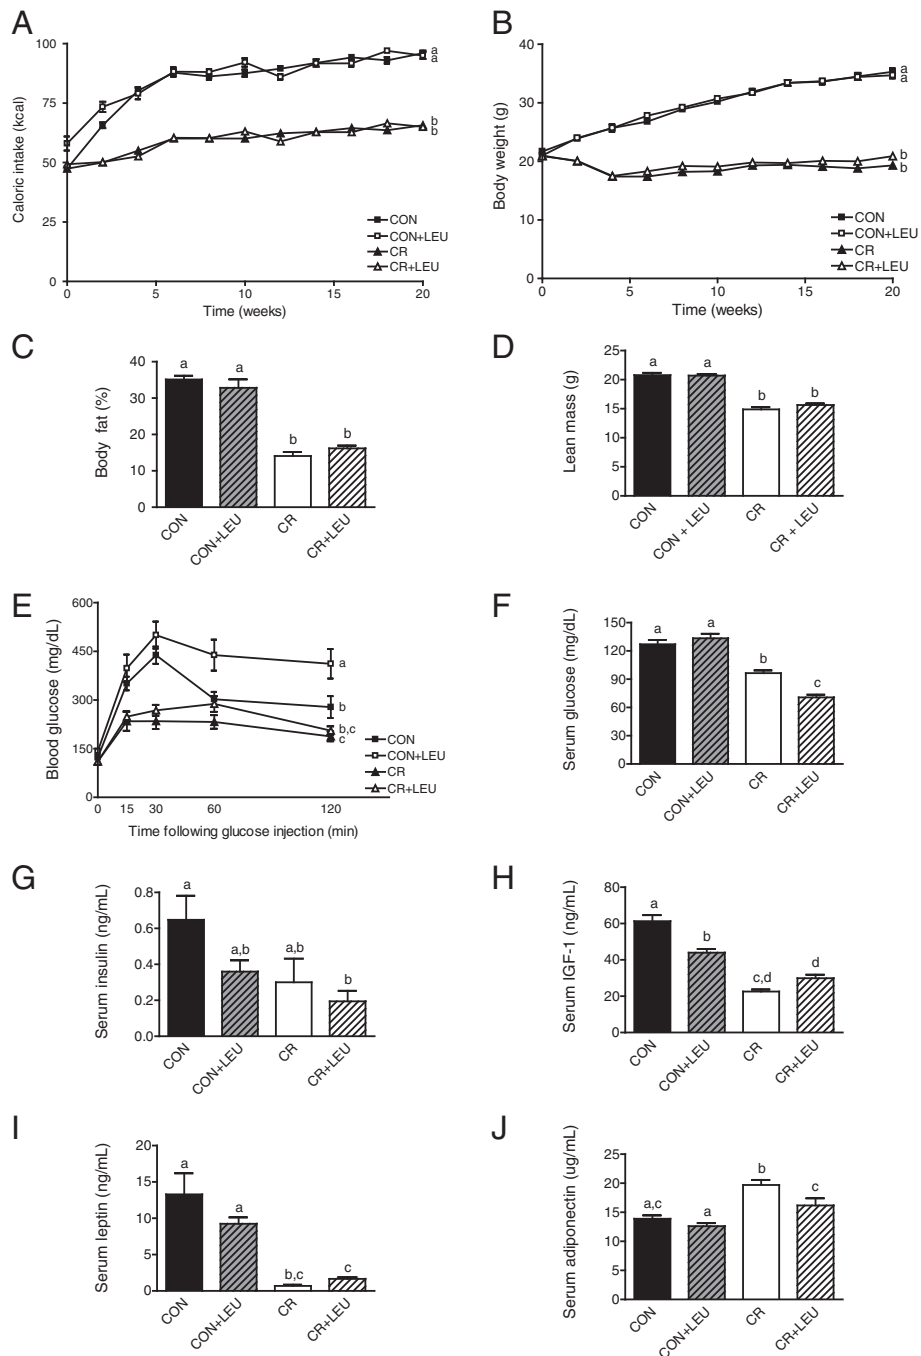 A
Caloric intake (kcal)
100
75
50
25
0
a
a
b
b
CON
CON+LEU
CR
CR+LEU
0 5 10 15 20
Time (weeks)
B
Body weight (g)
40
30
20
10
0
a
a
b
b
CON
CON+LEU
CR
CR+LEU
0 5 10 15 20
Time (weeks)
C
Body fat (%)
40
30
20
10
0
a a b b
CON CON+LEU CR CR+LEU
D
Lean mass (g)
25
20
15
10
5
0
a a b b
CON CON + LEU CR CR + LEU
E
Blood glucose (mg/dL)
600
450
300
150
0
a
b
b,c
c
CON
CON+LEU
CR
CR+LEU
0 15 30 60 120
Time following glucose injection (min)
F
Serum glucose (mg/dL)
150
120
90
60
30
0
a a b c
CON CON+LEU CR CR+LEU
G
Serum insulin (ng/mL)
0.8
0.6
0.4
0.2
0.0
a a,b a,b b
CON CON+LEU CR CR+LEU
H
Serum IGF-1 (ng/mL)
80
60
40
20
0
a b c,d d
CON CON+LEU CR CR+LEU
I
Serum leptin (ng/mL)
20
15
10
5
0
a a b,c c
CON CON+LEU CR CR+LEU
J
Serum adiponectin (ug/mL)
25
20
15
10
5
0
a,c a b c
CON CON+LEU CR CR+LEU